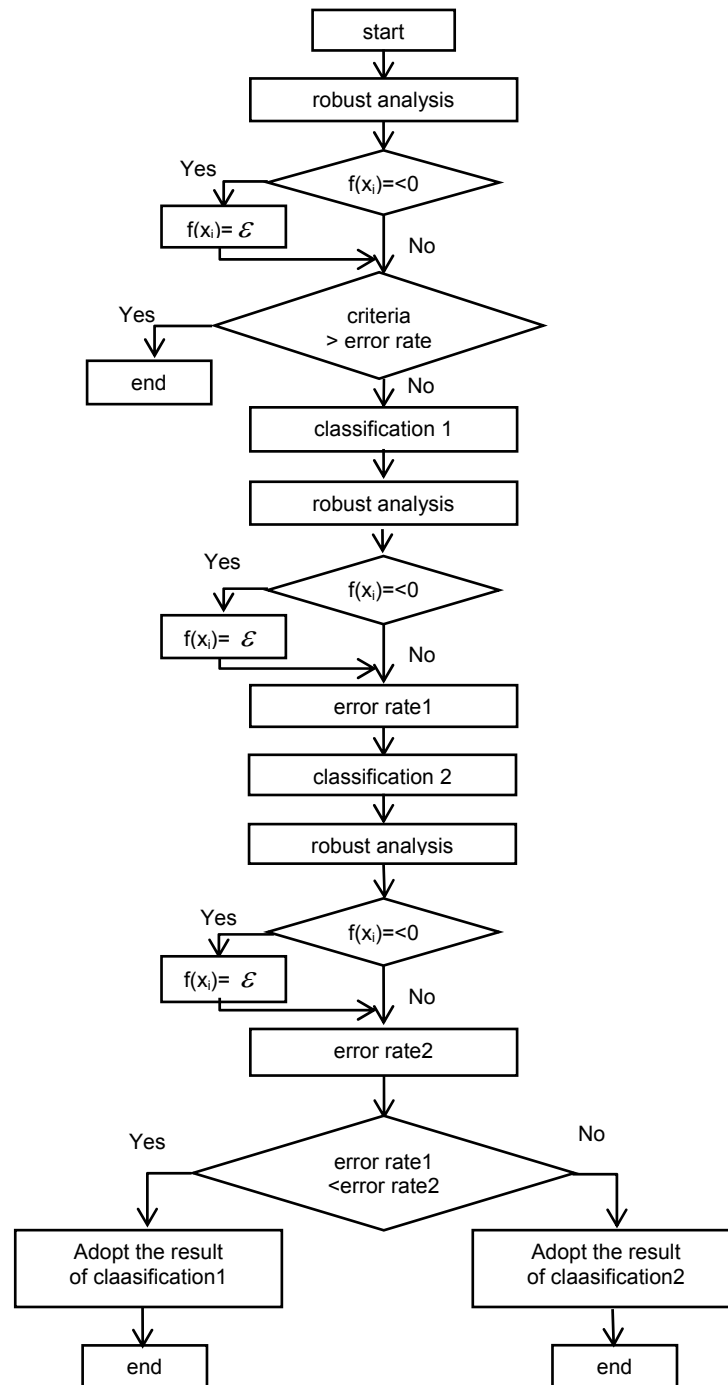 start
robust analysis
Yes
f(xᵢ)=<0
f(xᵢ)= ε
No
Yes
criteria
> error rate
end
No
classification 1
robust analysis
Yes
f(xᵢ)=<0
f(xᵢ)= ε
No
error rate1
classification 2
robust analysis
Yes
f(xᵢ)=<0
f(xᵢ)= ε
No
error rate2
Yes
No
error rate1
<error rate2
Adopt the result
of claasification1
Adopt the result
of claasification2
end
end